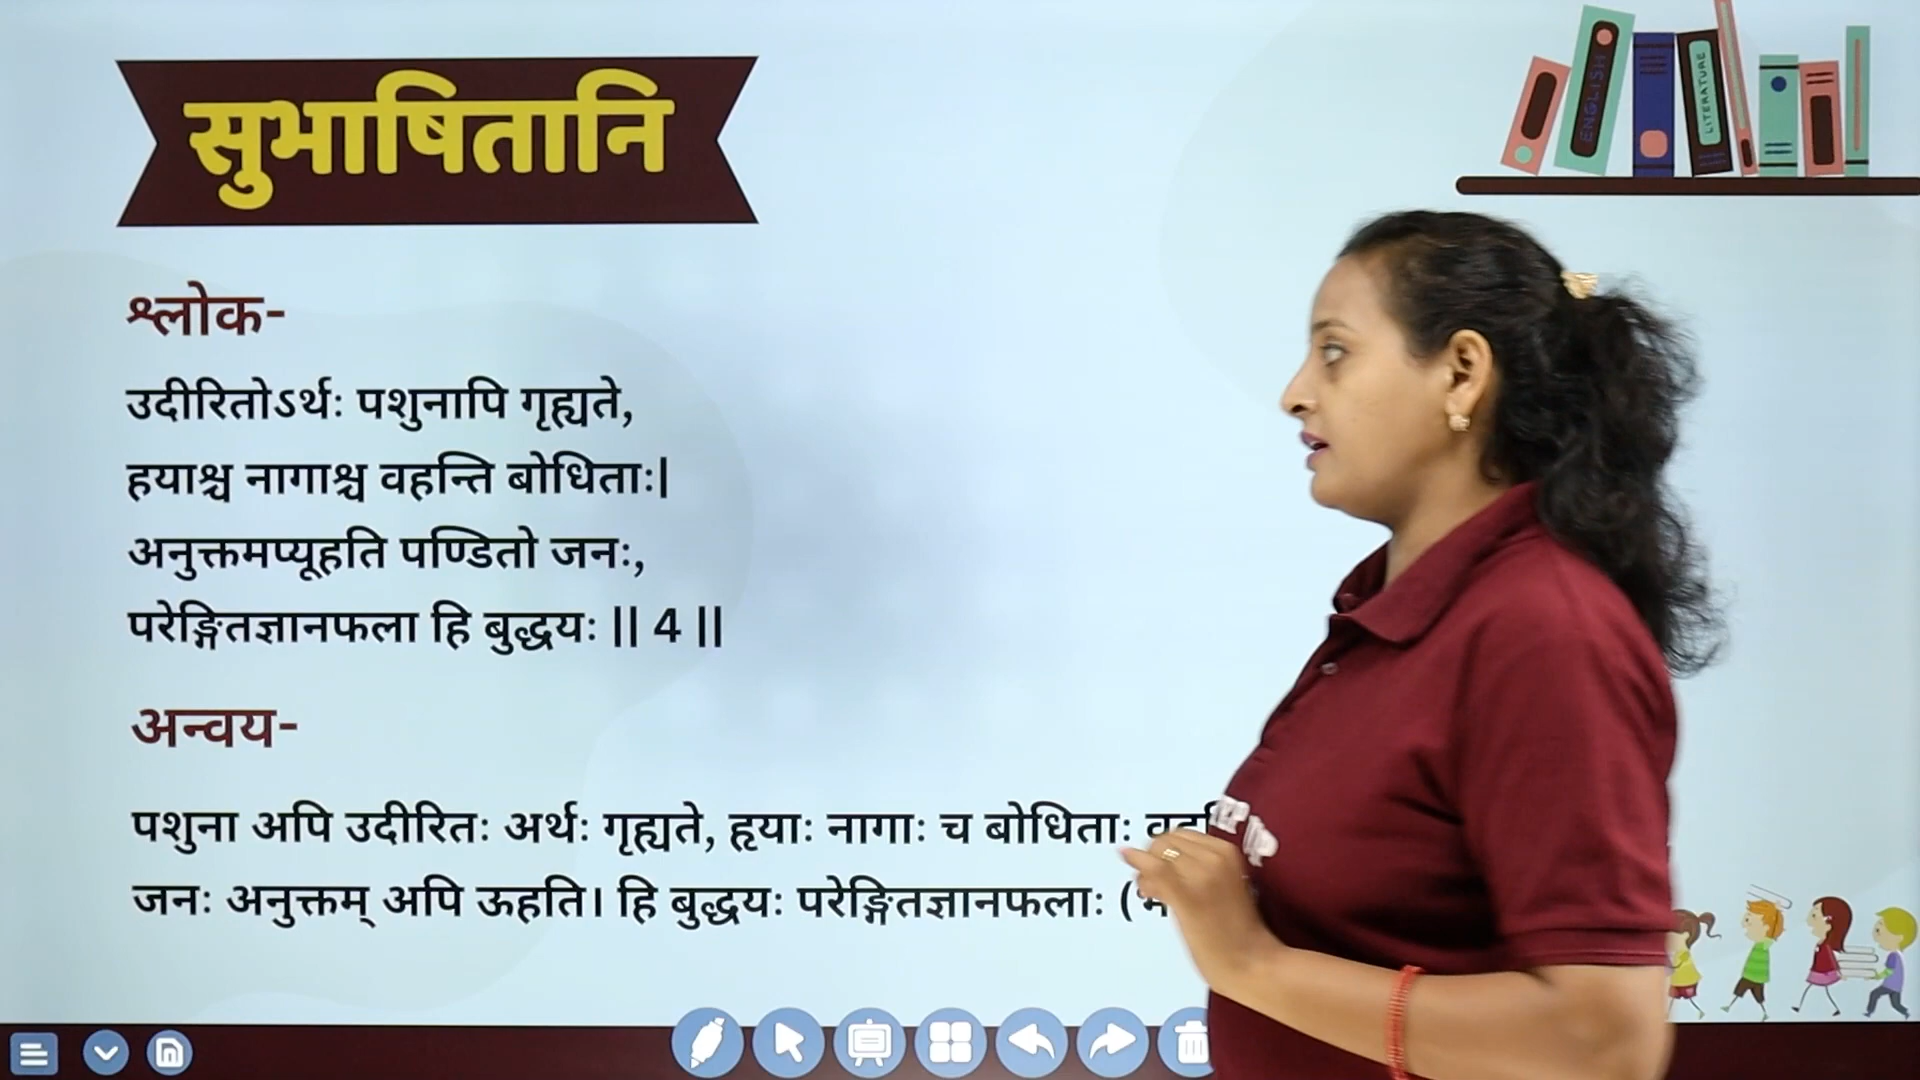 सुभाषितानि
ENGLISH
LITERATURE
श्लोक-
उदीरितोऽर्थः पशुनापि गृह्यते,
हयाश्च नागाश्च वहन्ति बोधिताः|
अनुक्तमप्यूहति पण्डितो जनः,
परेङ्गितज्ञानफला हि बुद्धयः || 4 ||
अन्वय-
पशुना अपि उदीरितः अर्थः गृह्यते, हृयाः नागाः च बोधिताः
जनः अनुक्तम् अपि ऊहति। हि बुद्धयः परेङ्गितज्ञानफलाः